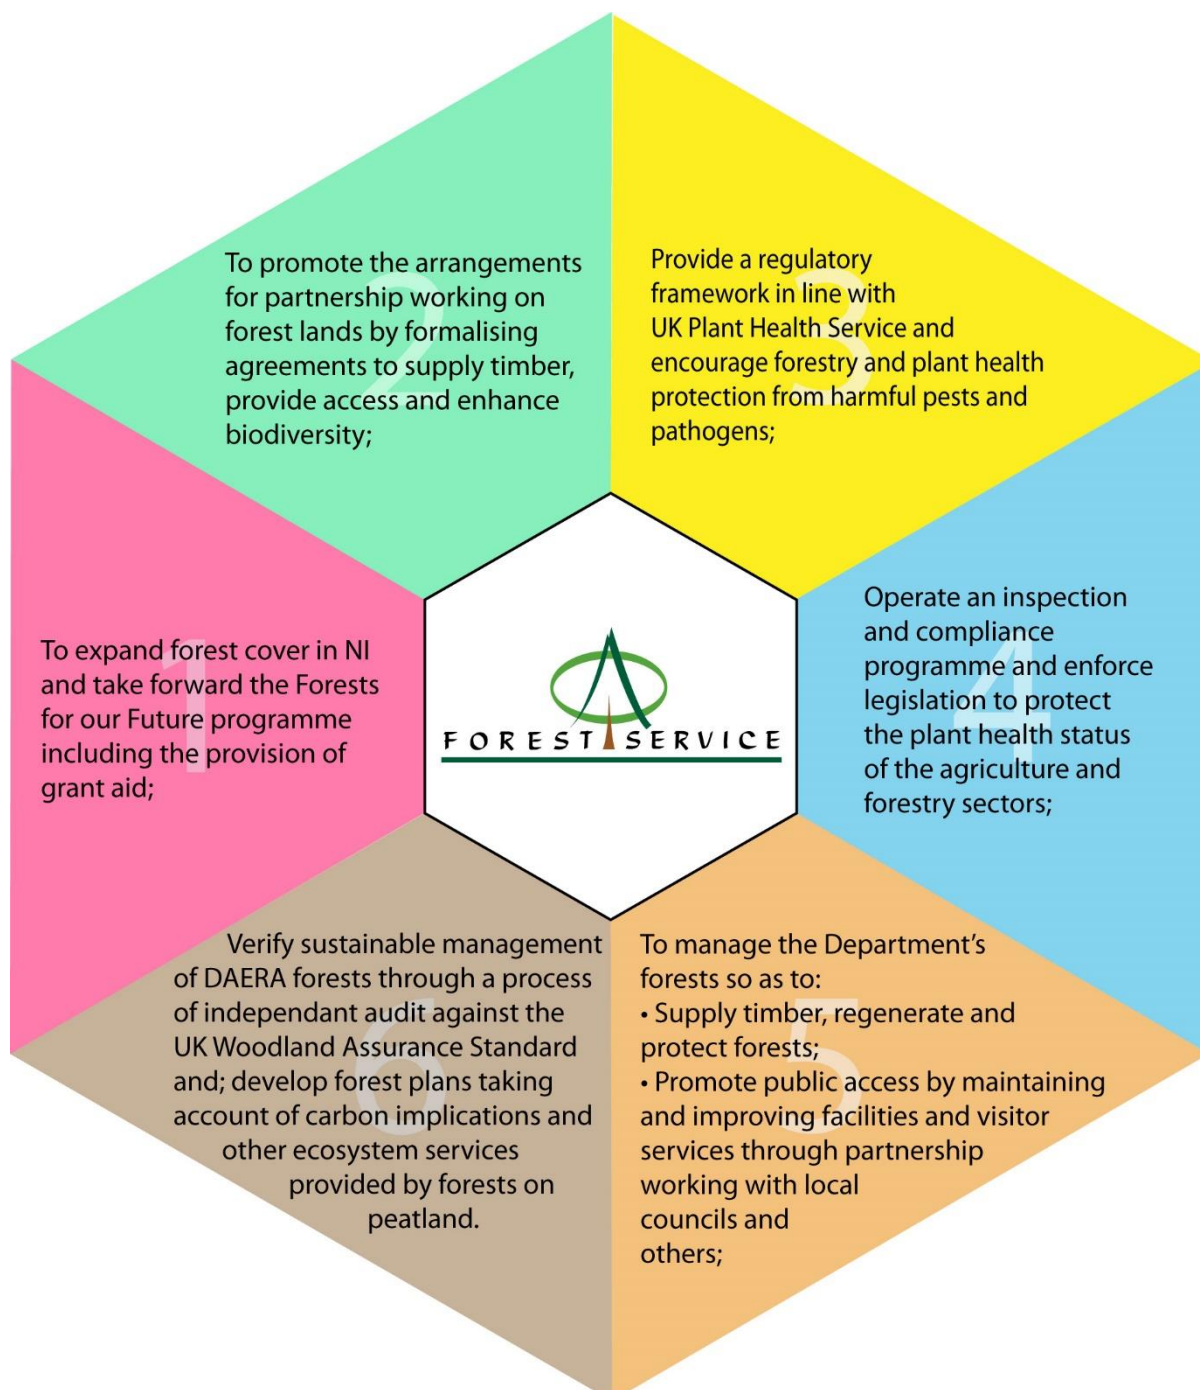 1
To expand forest cover in NI
and take forward the Forests
for our Future programme
including the provision of
grant aid;
2
To promote the arrangements
for partnership working on
forest lands by formalising
agreements to supply timber,
provide access and enhance
biodiversity;
3
Provide a regulatory
framework in line with
UK Plant Health Service and
encourage forestry and plant health
protection from harmful pests and
pathogens;
4
Operate an inspection
and compliance
programme and enforce
legislation to protect
the plant health status
of the agriculture and
forestry sectors;
5
To manage the Department’s
forests so as to:
• Supply timber, regenerate and
protect forests;
• Promote public access by maintaining
and improving facilities and visitor
services through partnership
working with local
councils and
others;
6
Verify sustainable management
of DAERA forests through a process
of independant audit against the
UK Woodland Assurance Standard
and; develop forest plans taking
account of carbon implications and
other ecosystem services
provided by forests on
peatland.
FOREST SERVICE